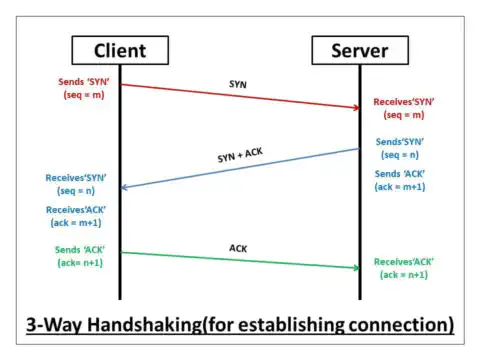 Client
Server
Sends 'SYN'
(seq = m)
SYN
Receives'SYN'
(seq = m)
Sends'SYN'
(seq = n)
SYN + ACK
Sends 'ACK'
(ack = m+1)
Receives'SYN'
(seq = n)
Receives'ACK'
(ack = m+1)
Sends 'ACK'
(ack= n+1)
ACK
Receives'ACK'
(ack = n+1)
3-Way Handshaking(for establishing connection)